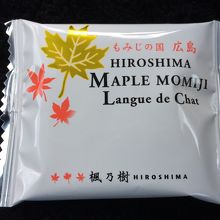 もみじの国 広島
HIROSHIMA
MAPLE MOMIJI
Langue de Chat
楓乃樹 HIROSHIMA